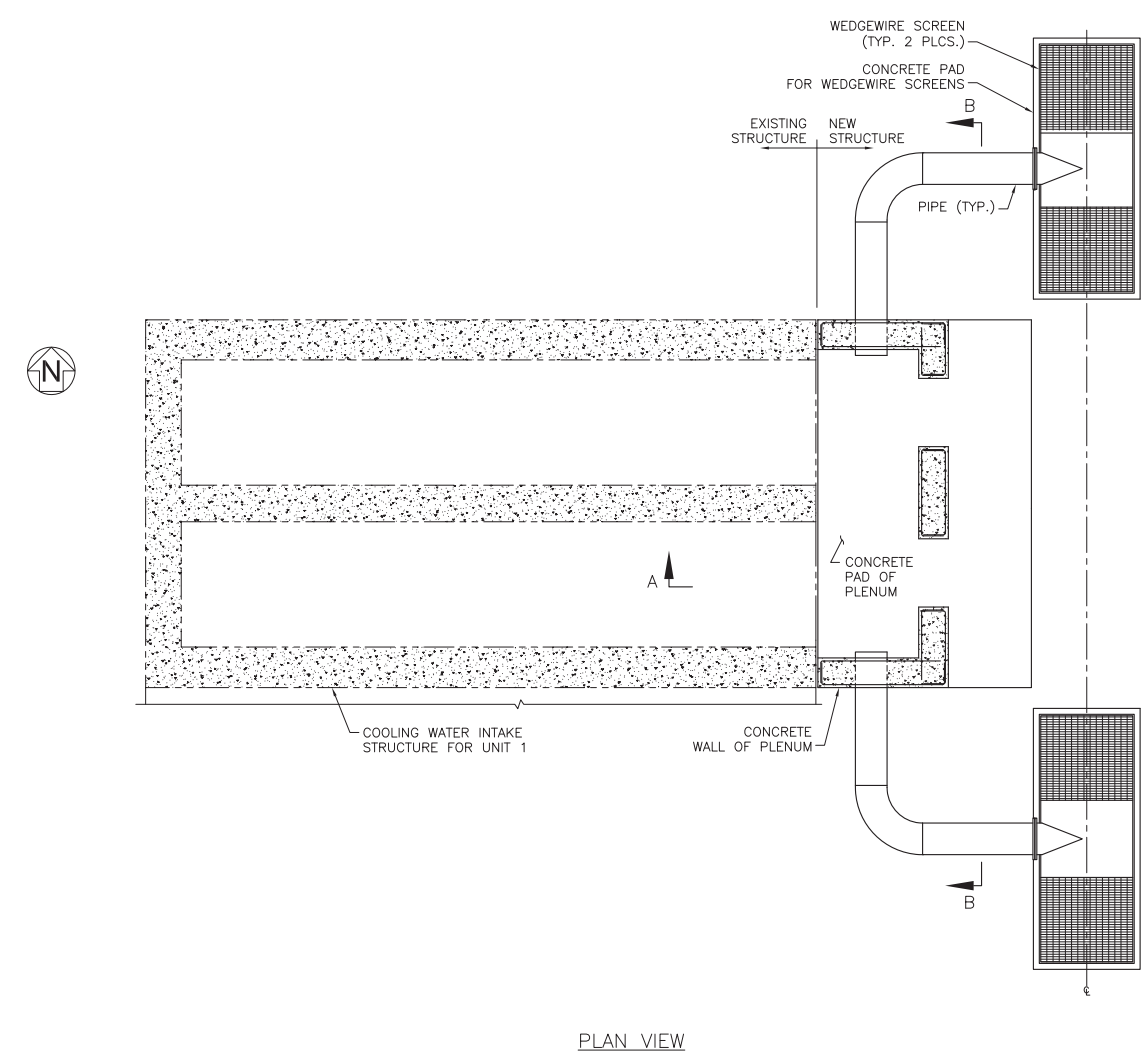 WEDGEWIRE SCREEN
(TYP. 2 PLCS.)
CONCRETE PAD
FOR WEDGEWIRE SCREENS
B
EXISTING
STRUCTURE
NEW
STRUCTURE
PIPE (TYP.)
N
A
CONCRETE
PAD OF
PLENUM
COOLING WATER INTAKE
STRUCTURE FOR UNIT 1
CONCRETE
WALL OF PLENUM
B
℄
PLAN VIEW